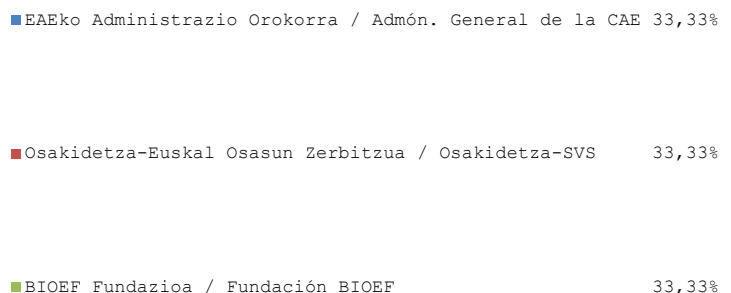 EAEko Administrazio Orokorra / Admón. General de la CAE 33,33%
Osakidetza-Euskal Osasun Zerbitzua / Osakidetza-SVS 33,33%
BIOEF Fundazioa / Fundación BIOEF 33,33%